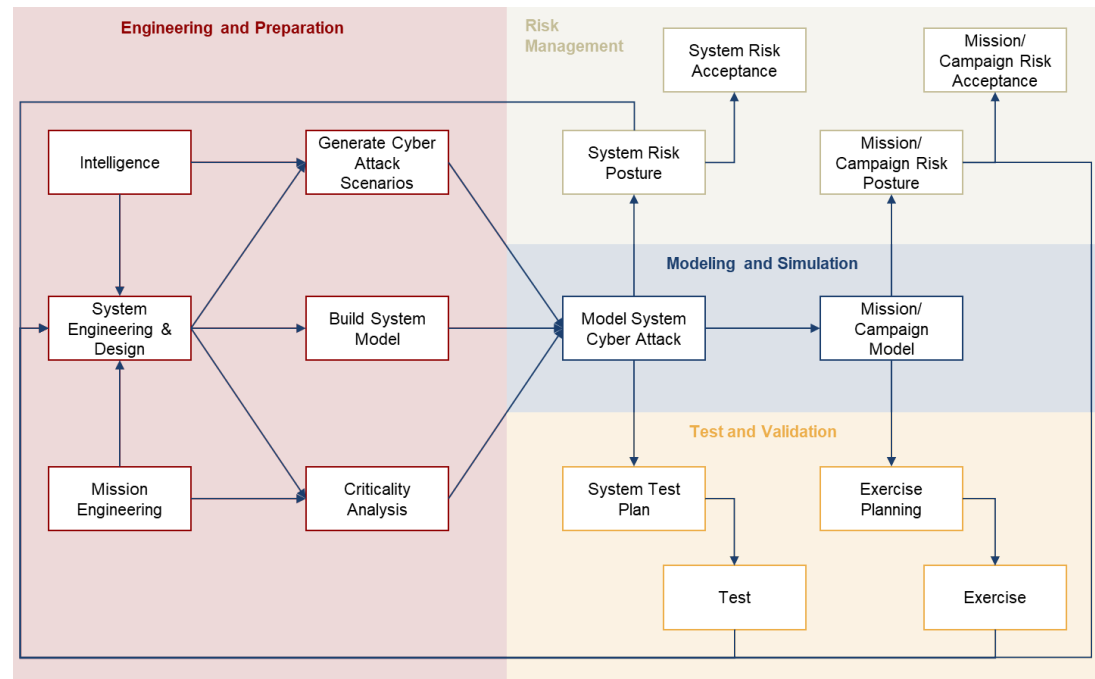 Engineering and Preparation
Risk
Management
System Risk
Acceptance
Mission/
Campaign Risk
Acceptance
Intelligence
Generate Cyber
Attack
Scenarios
System Risk
Posture
Mission/
Campaign Risk
Posture
Modeling and Simulation
System
Engineering &
Design
Build System
Model
Model System
Cyber Attack
Mission/
Campaign
Model
Test and Validation
Mission
Engineering
Criticality
Analysis
System Test
Plan
Exercise
Planning
Test
Exercise